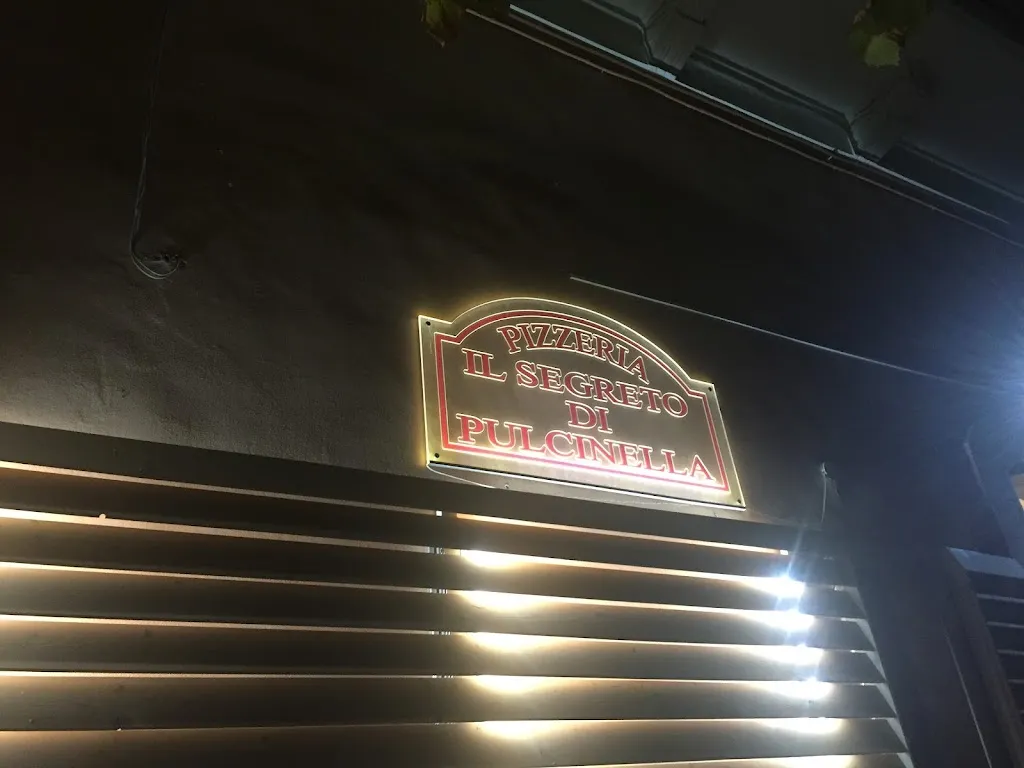 PIZZERIA
IL SEGRETO
DI
PULCINELLA